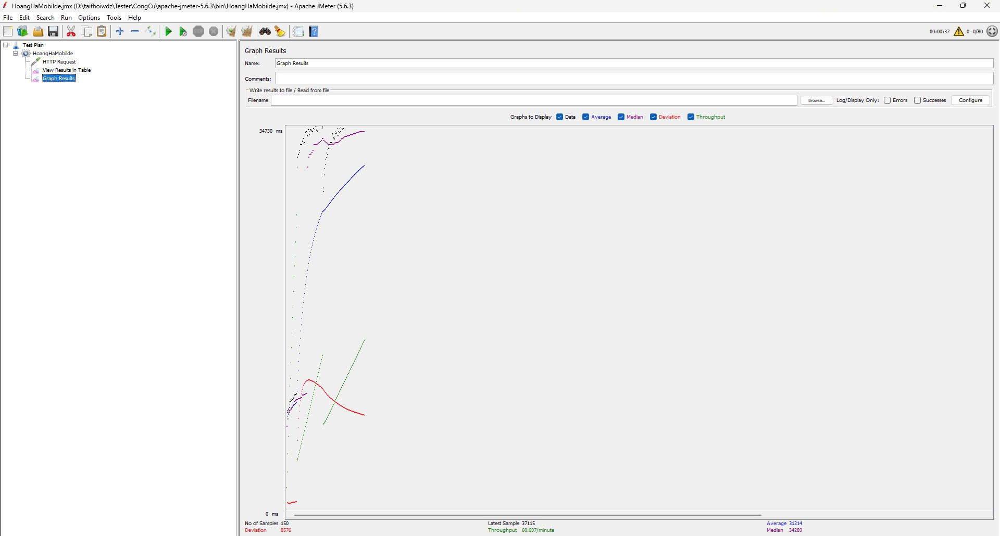 HoangHaMobilde.jmx (D:\taifhoiwdz\Tester\CongCu\apache-jmeter-5.6.3\bin\HoangHaMobilde.jmx) - Apache JMeter (5.6.3)
File Edit Search Run Options Tools Help
STOP 00:00:37 0 0/80
Test Plan
HoangHaMobilde
HTTP Request
View Results in Table
Graph Results
Graph Results
Name: Graph Results
Comments:
Write results to file / Read from file
Filename Browse... Log/Display Only: Errors Successes Configure
Graphs to Display Data Average Median Deviation Throughput
34730 ms
0 ms
No of Samples 150 Latest Sample 37115 Average 31214
Deviation 8576 Throughput 60.697/minute Median 34289